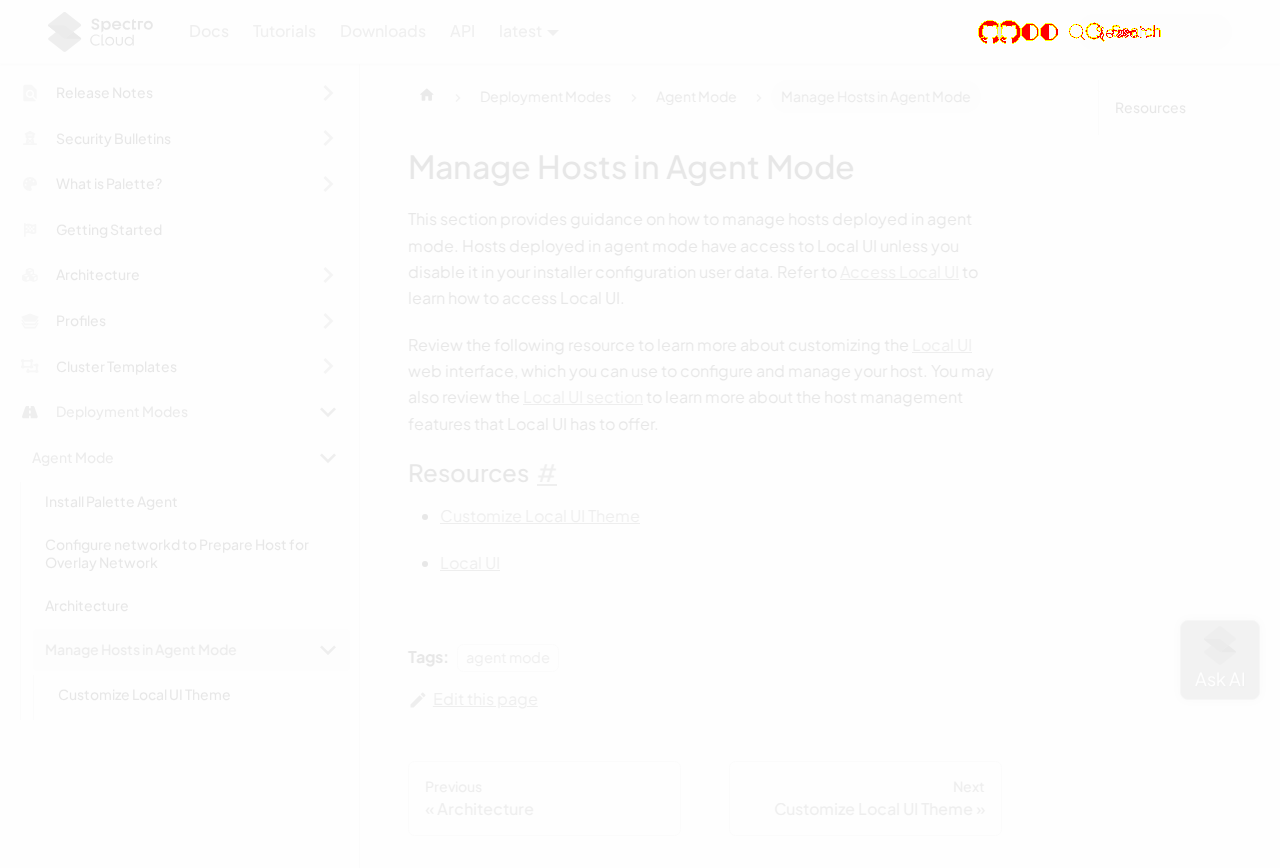 Spectro Cloud
Docs
Tutorials
Downloads
API
latest
Release Notes
Security Bulletins
What is Palette?
Getting Started
Architecture
Profiles
Cluster Templates
Deployment Modes
Agent Mode
Install Palette Agent
Configure networkd to Prepare Host for
Overlay Network
Architecture
Manage Hosts in Agent Mode
Customize Local UI Theme
Deployment Modes
Agent Mode
Manage Hosts in Agent Mode
Manage Hosts in Agent Mode
This section provides guidance on how to manage hosts deployed in agent
mode. Hosts deployed in agent mode have access to Local UI unless you
disable it in your installer configuration user data. Refer to Access Local UI to
learn how to access Local UI.
Review the following resource to learn more about customizing the Local UI
web interface, which you can use to configure and manage your host. You may
also review the Local UI section to learn more about the host management
features that Local UI has to offer.
Resources #
Customize Local UI Theme
Local UI
Tags: agent mode
Edit this page
Previous
« Architecture
Next
Customize Local UI Theme »
Resources
Ask AI